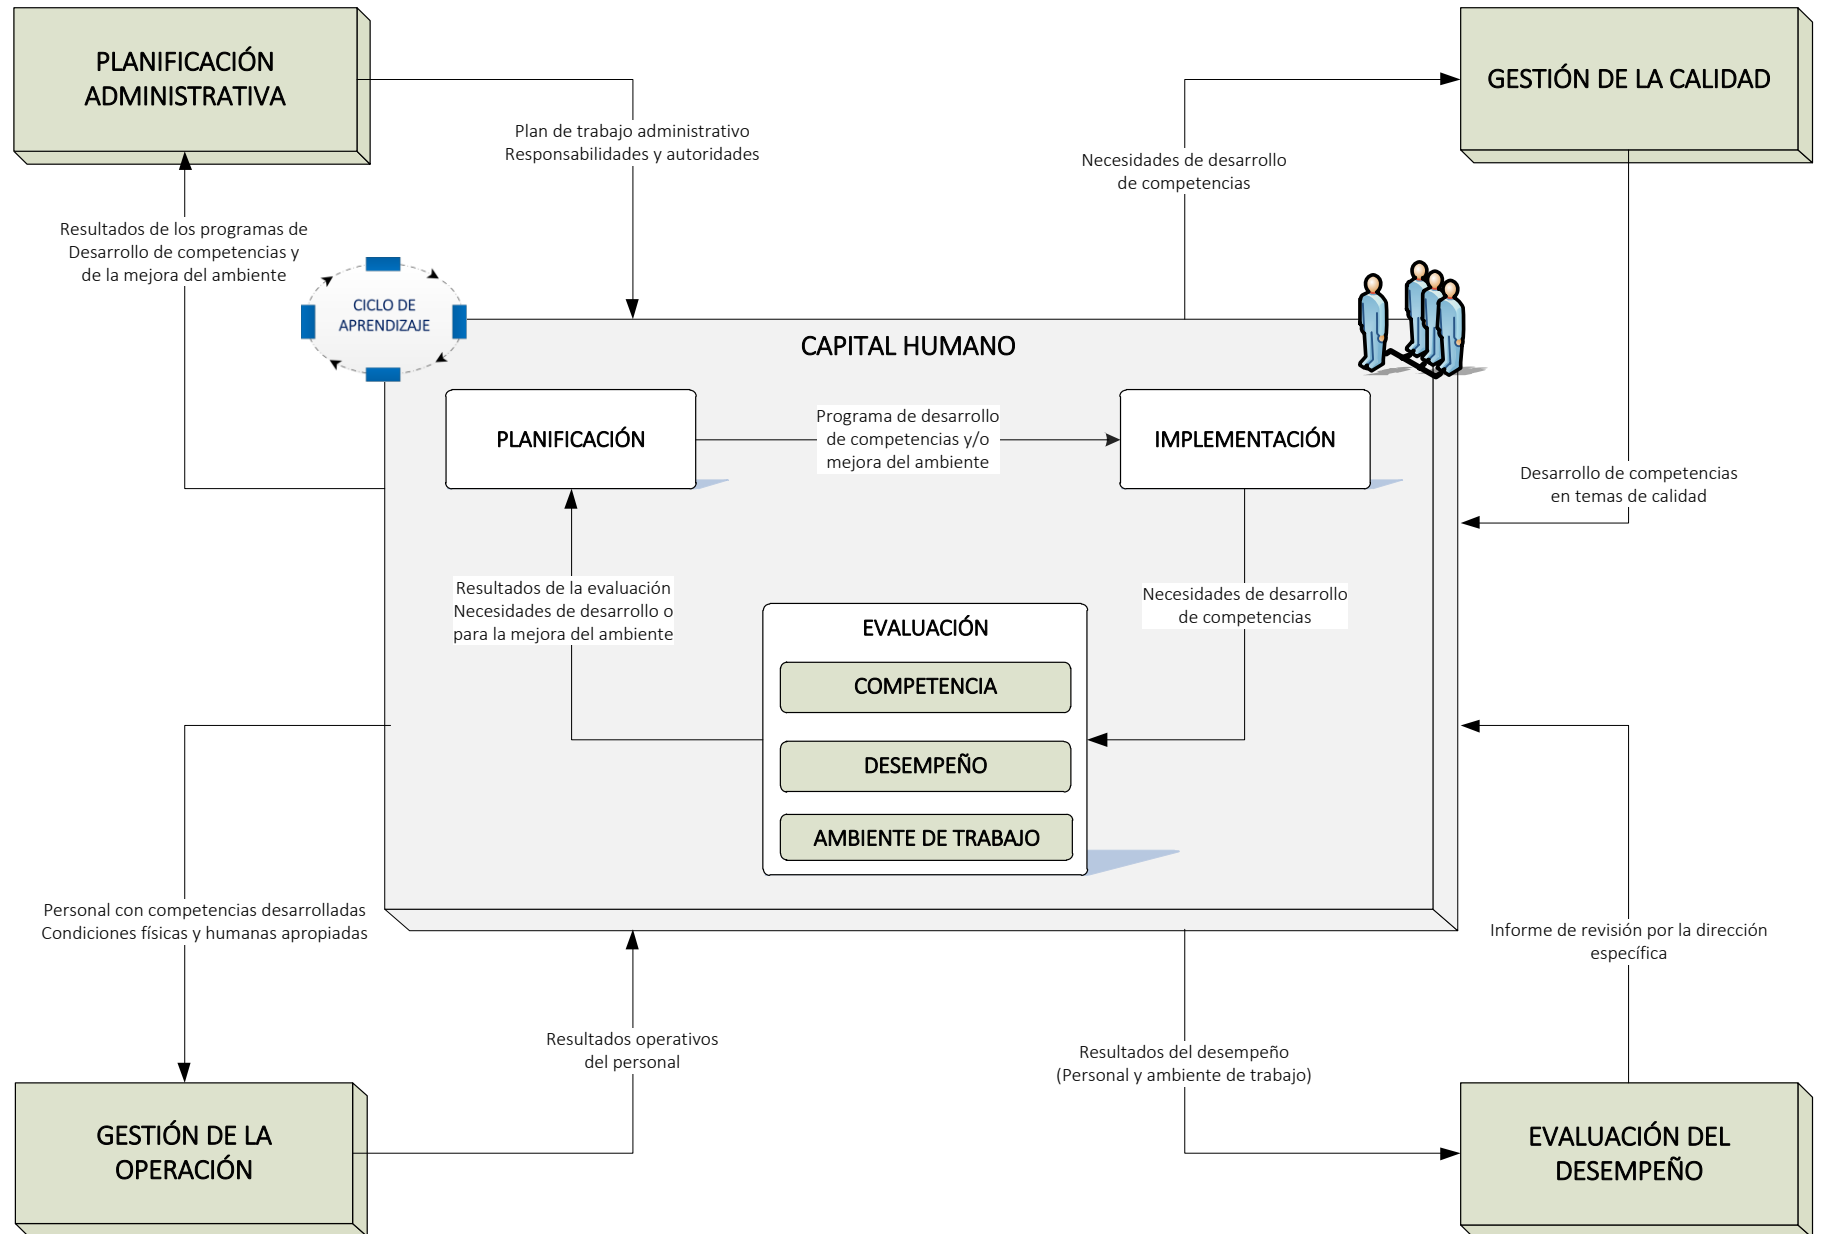 PLANIFICACIÓN
ADMINISTRATIVA
GESTIÓN DE LA CALIDAD
Plan de trabajo administrativo
Responsabilidades y autoridades
Necesidades de desarrollo
de competencias
Resultados de los programas de
Desarrollo de competencias y
de la mejora del ambiente
CICLO DE
APRENDIZAJE
CAPITAL HUMANO
PLANIFICACIÓN
Programa de desarrollo
de competencias y/o
mejora del ambiente
IMPLEMENTACIÓN
Desarrollo de competencias
en temas de calidad
Resultados de la evaluación
Necesidades de desarrollo o
para la mejora del ambiente
Necesidades de desarrollo
de competencias
EVALUACIÓN
COMPETENCIA
DESEMPEÑO
AMBIENTE DE TRABAJO
Personal con competencias desarrolladas
Condiciones físicas y humanas apropiadas
Informe de revisión por la dirección
específica
Resultados operativos
del personal
Resultados del desempeño
(Personal y ambiente de trabajo)
GESTIÓN DE LA
OPERACIÓN
EVALUACIÓN DEL
DESEMPEÑO